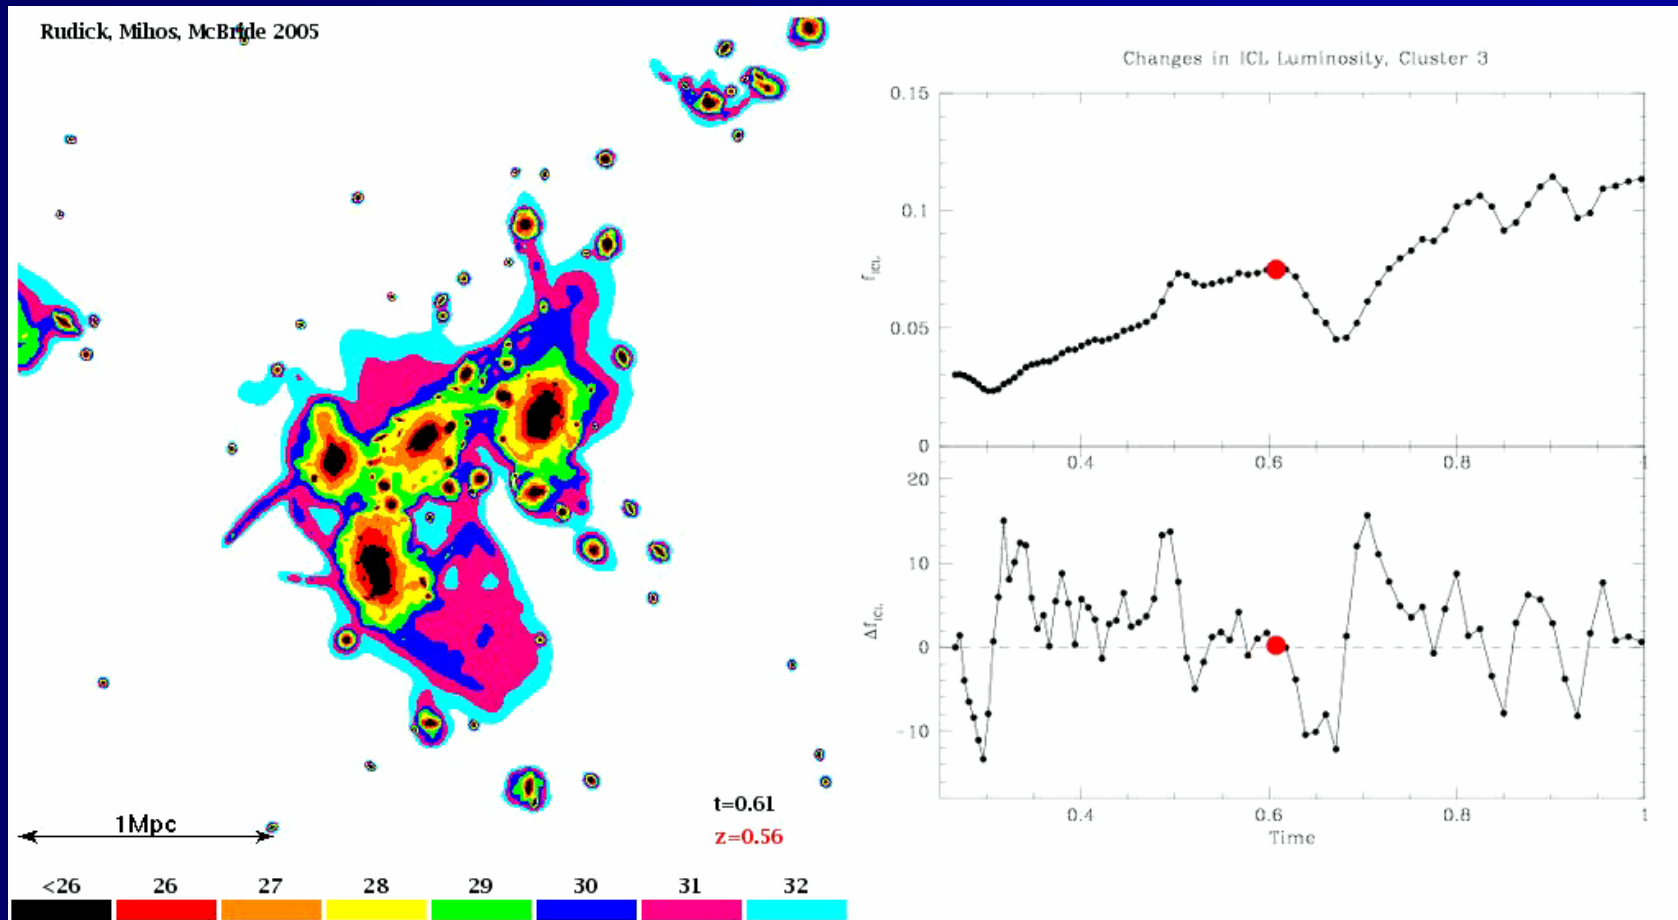 Rudick, Mihos, McBride 2005
t=0.61
z=0.56
1Mpc
<26 26 27 28 29 30 31 32
Changes in ICL Luminosity, Cluster 3
0.15
0.1
0.05
0
f_ICL
0.4 0.6 0.8 1
20
10
0
-10
Δf_ICL
0.4 0.6 0.8 1
Time